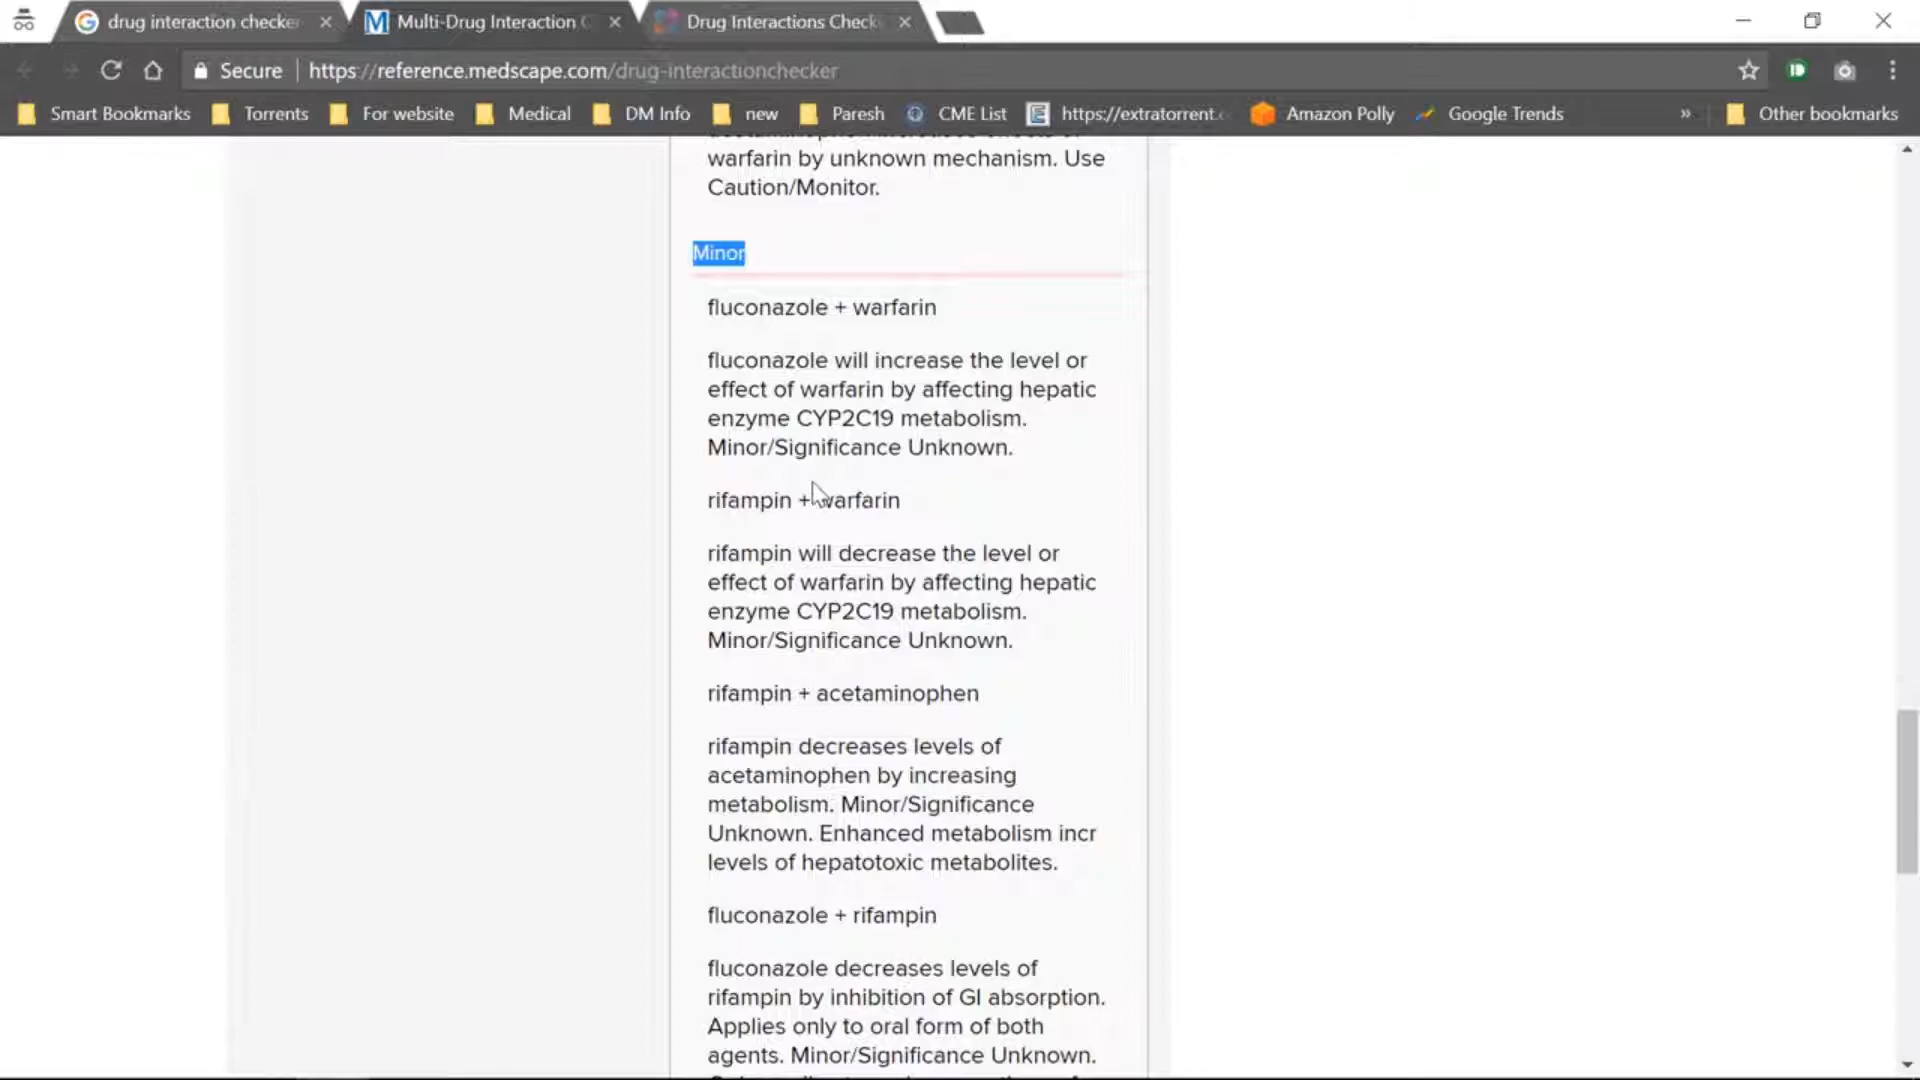 drug interaction checker
Multi-Drug Interaction
Drug Interactions Check
Secure
https://reference.medscape.com/drug-interactionchecker
Smart Bookmarks
Torrents
For website
Medical
DM Info
new
Paresh
CME List
https://extratorrent.
Amazon Polly
Google Trends
»
Other bookmarks
warfarin by unknown mechanism. Use
Caution/Monitor.
Minor
fluconazole + warfarin
fluconazole will increase the level or
effect of warfarin by affecting hepatic
enzyme CYP2C19 metabolism.
Minor/Significance Unknown.
rifampin + warfarin
rifampin will decrease the level or
effect of warfarin by affecting hepatic
enzyme CYP2C19 metabolism.
Minor/Significance Unknown.
rifampin + acetaminophen
rifampin decreases levels of
acetaminophen by increasing
metabolism. Minor/Significance
Unknown. Enhanced metabolism incr
levels of hepatotoxic metabolites.
fluconazole + rifampin
fluconazole decreases levels of
rifampin by inhibition of GI absorption.
Applies only to oral form of both
agents. Minor/Significance Unknown.